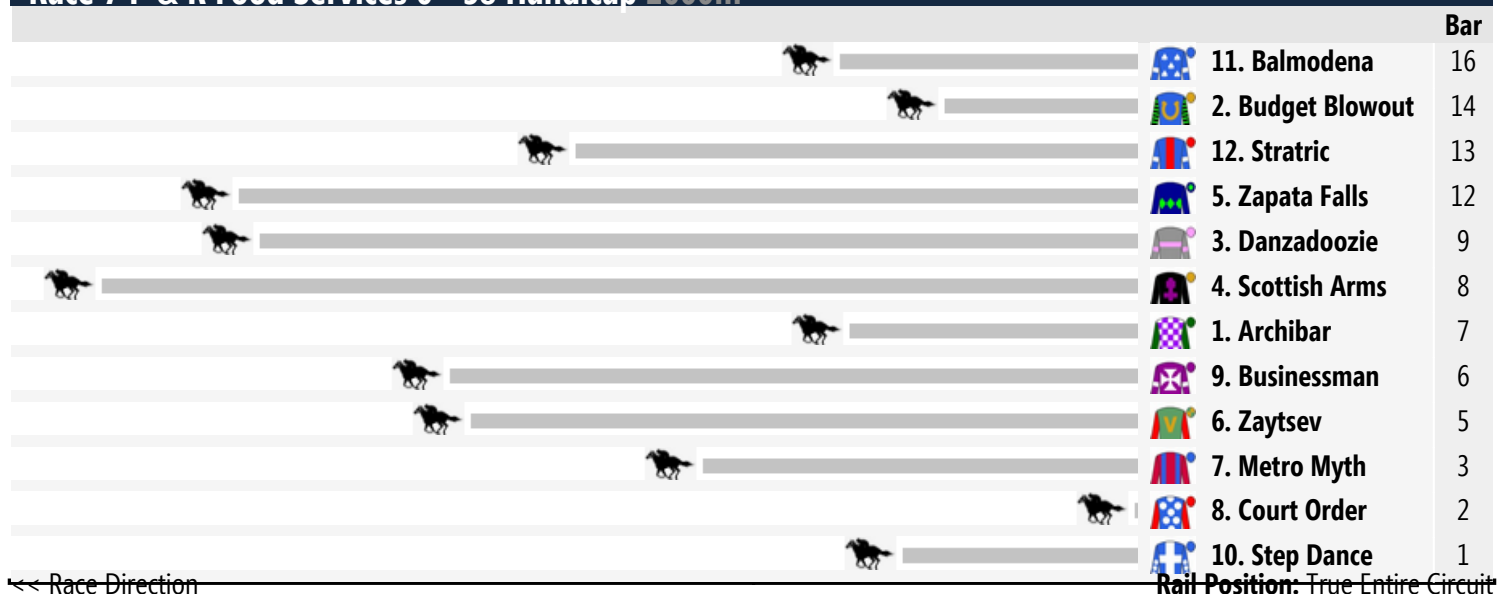 Bar
11. Balmodena 16
2. Budget Blowout 14
12. Stratric 13
5. Zapata Falls 12
3. Danzadoozie 9
4. Scottish Arms 8
1. Archibar 7
9. Businessman 6
6. Zaytsev 5
7. Metro Myth 3
8. Court Order 2
10. Step Dance 1
<< Race Direction Rail Position: True Entire Circuit